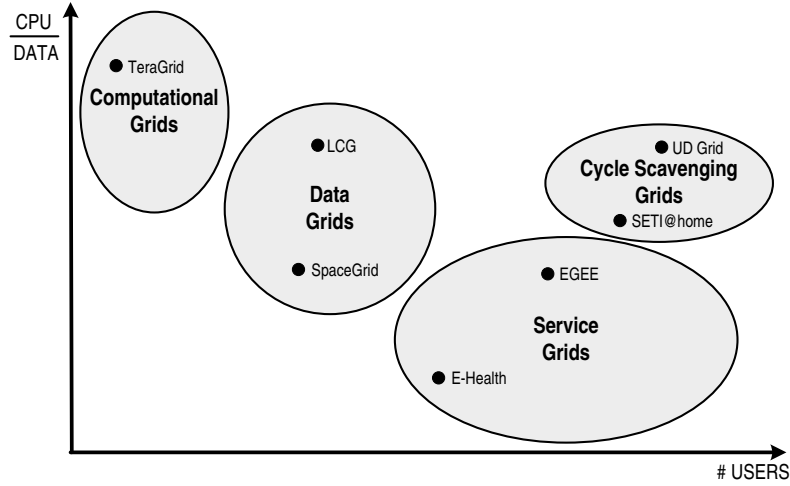 CPU
DATA
TeraGrid
Computational
Grids
LCG
Data
Grids
SpaceGrid
UD Grid
Cycle Scavenging
Grids
SETI@home
EGEE
Service
Grids
E-Health
# USERS